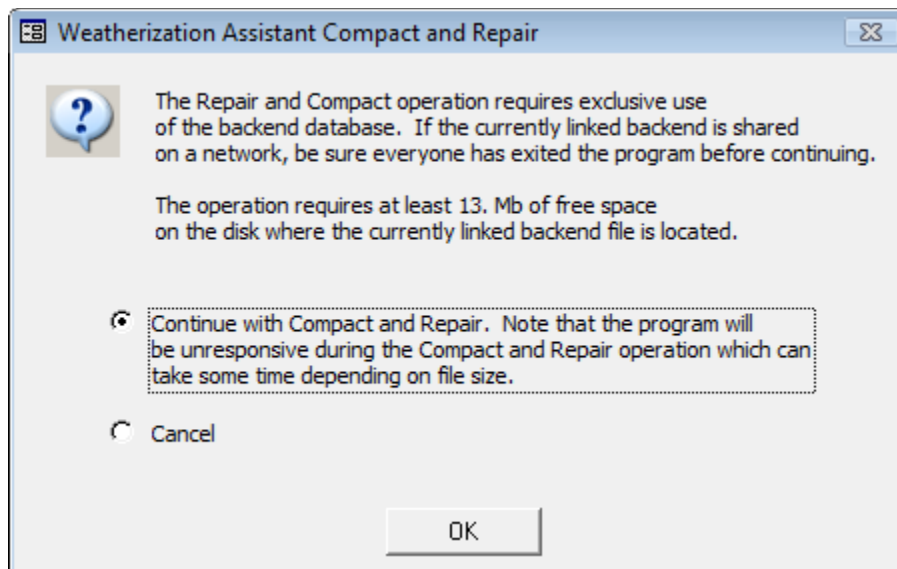 Weatherization Assistant Compact and Repair
The Repair and Compact operation requires exclusive use
of the backend database. If the currently linked backend is shared
on a network, be sure everyone has exited the program before continuing.
The operation requires at least 13. Mb of free space
on the disk where the currently linked backend file is located.
Continue with Compact and Repair. Note that the program will
be unresponsive during the Compact and Repair operation which can
take some time depending on file size.
Cancel
OK